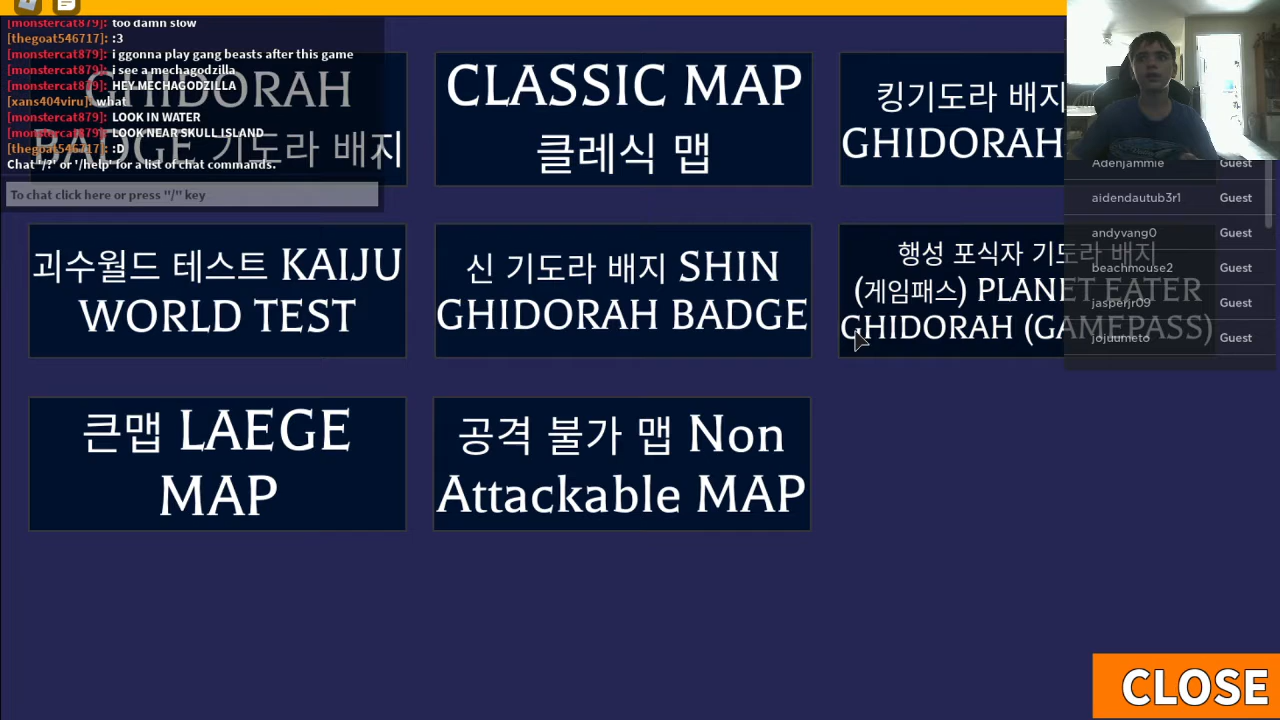 [monstercat879]: too damn slow
[thegoat546717]: :3
[monstercat879]: i ggonna play gang beasts after this game
[monstercat879]: i see a mechagodzilla
[monstercat879]: HEY MECHAGODZILLA
[xans404viru]: what
[monstercat879]: LOOK IN WATER
[monstercat879]: LOOK NEAR SKULL ISLAND
[thegoat546717]: :D
Chat '/?' or '/help' for a list of chat commands.
To chat click here or press "/" key
GHIDORAH
BADGE 기도라 배지
CLASSIC MAP
클레식 맵
킹기도라 배지
GHIDORAH
Adenjammie
aidendautub3r1 Guest
andyvang0 Guest
beachmouse2 Guest
jasperjr09 Guest
jojuumeto Guest
괴수월드 테스트 KAIJU
WORLD TEST
신 기도라 배지 SHIN
GHIDORAH BADGE
행성 포식자 기도라 배지
(게임패스) PLANET EATER
GHIDORAH (GAMEPASS)
큰맵 LAEGE
MAP
공격 불가 맵 Non
Attackable MAP
CLOSE